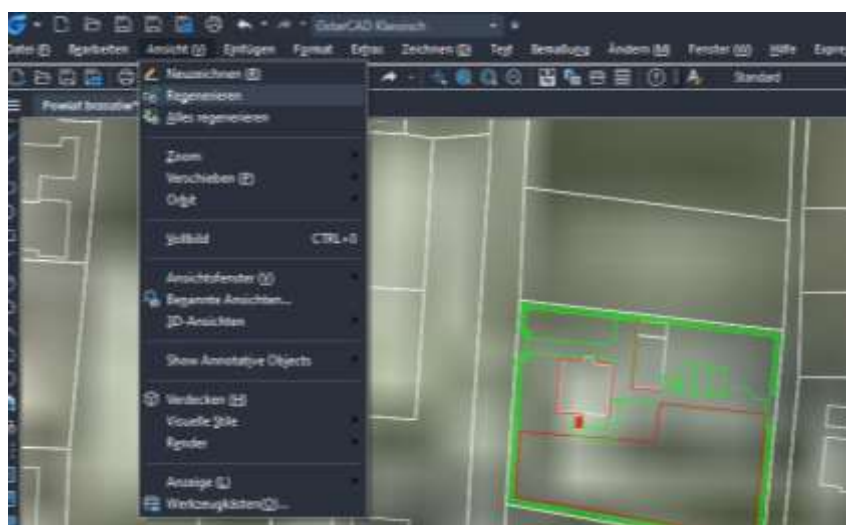 GstarCAD Klassisch
Datei (F) Bearbeiten Ansicht (V) Einfügen Format Extras Zeichnen (D) Text Bemaßung Ändern (M) Fenster (W) Hilfe Expre
Standard
Neuzeichnen (R)
Powiat
Regenerieren
Alles regenerieren
Zoom
Verschieben (P)
Orbit
Vollbild CTRL+0
Ansichtsfenster (V)
Benannte Ansichten...
3D-Ansichten
Show Annotative Objects
Verdecken (H)
Visuelle Stile
Render
Anzeige (L)
Werkzeugkästen(O)...